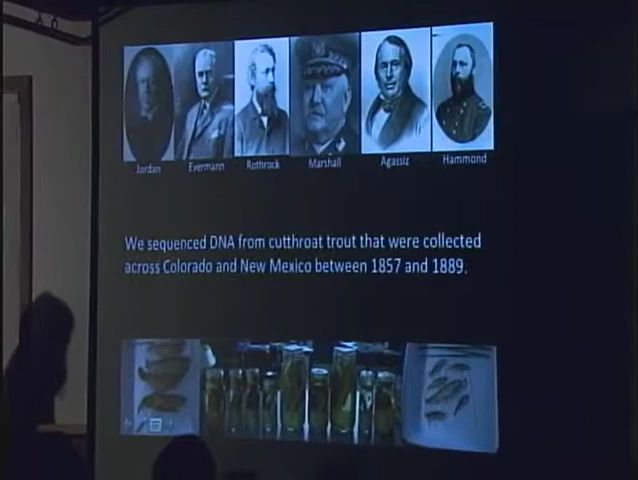 Jordan Evermann Rothrock Marshall Agassiz Hammond
We sequenced DNA from cutthroat trout that were collected
across Colorado and New Mexico between 1857 and 1889.